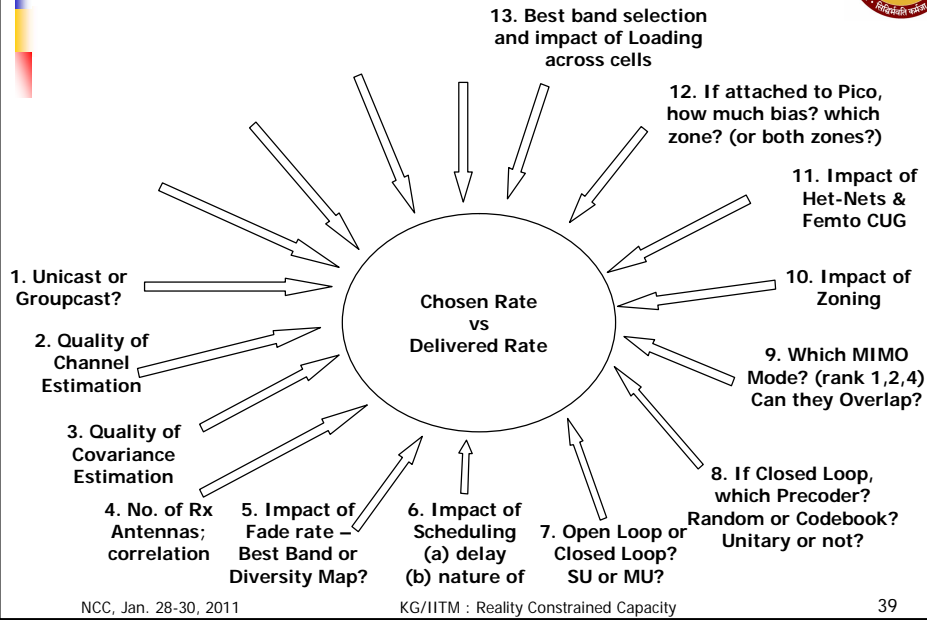 13. Best band selection
and impact of Loading
across cells
12. If attached to Pico,
how much bias? which
zone? (or both zones?)
11. Impact of
Het-Nets &
Femto CUG
10. Impact of
Zoning
9. Which MIMO
Mode? (rank 1,2,4)
Can they Overlap?
8. If Closed Loop,
which Precoder?
Random or Codebook?
Unitary or not?
7. Open Loop or
Closed Loop?
SU or MU?
6. Impact of
Scheduling
(a) delay
(b) nature of
5. Impact of
Fade rate –
Best Band or
Diversity Map?
4. No. of Rx
Antennas;
correlation
3. Quality of
Covariance
Estimation
2. Quality of
Channel
Estimation
1. Unicast or
Groupcast?
Chosen Rate
vs
Delivered Rate
सिद्धिर्भवति कर्मजा
NCC, Jan. 28-30, 2011
KG/IITM : Reality Constrained Capacity
39